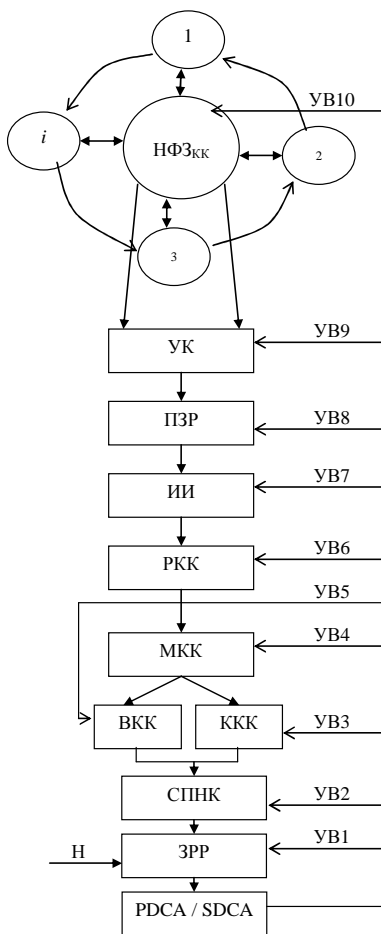 1
УВ10
i
НФЗКК
2
3
УК
УВ9
ПЗР
УВ8
ИИ
УВ7
РКК
УВ6
УВ5
МКК
УВ4
ВКК
ККК
УВ3
СПНК
УВ2
Н
ЗРР
УВ1
PDCA / SDCA